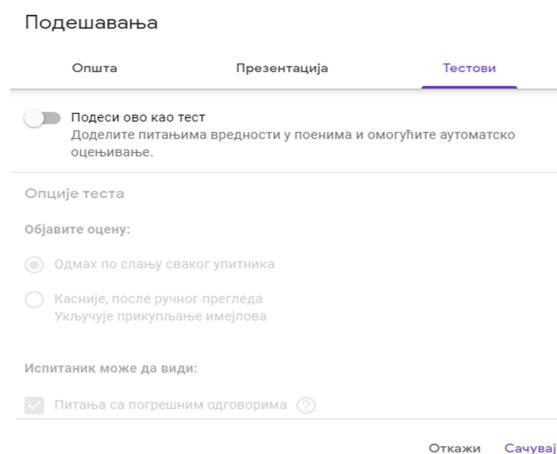 Подешавања
Општа
Презентација
Тестови
Подеси ово као тест
Доделите питањима вредности у поенима и омогућите аутоматско
оцењивање.
Опције теста
Објавите оцену:
Одмах по слању сваког упитника
Касније, после ручног прегледа
Укључује прикупљање имејлова
Испитаник може да види:
Питања са погрешним одговорима
Откажи
Сачувај